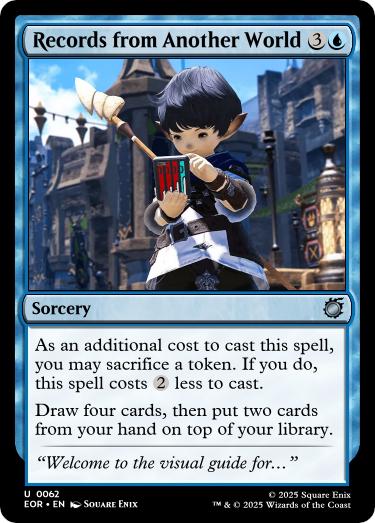 Records from Another World 3
Sorcery
As an additional cost to cast this spell,
you may sacrifice a token. If you do,
this spell costs 2 less to cast.
Draw four cards, then put two cards
from your hand on top of your library.
“Welcome to the visual guide for…”
U 0062
EOR • EN Square Enix
© 2025 Square Enix
™ & © 2025 Wizards of the Coast